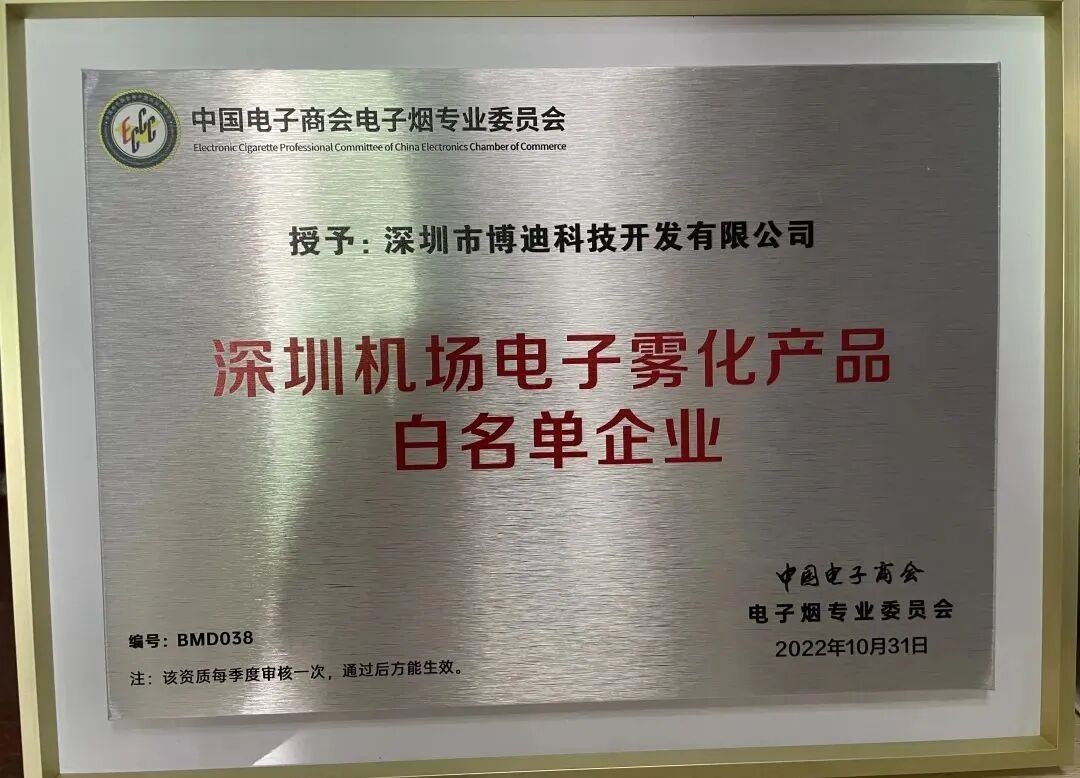 ECCCC
中国电子商会电子烟专业委员会
Electronic Cigarette Professional Committee of China Electronics Chamber of Commerce
授予：深圳市博迪科技开发有限公司
深圳机场电子雾化产品
白名单企业
中国电子商会
电子烟专业委员会
2022年10月31日
编号：BMD038
注：该资质每季度审核一次，通过后方能生效。